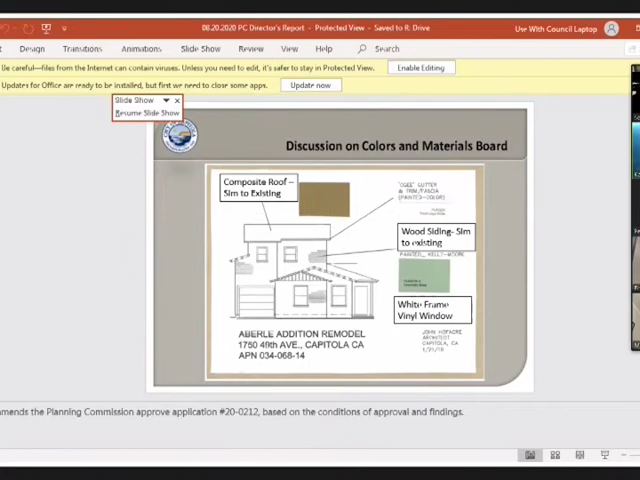 08.20.2020 PC Director's Report - Protected View - Saved to R: Drive
Use With Council Laptop
Design Transitions Animations Slide Show Review View Help Search
Be careful—files from the Internet can contain viruses. Unless you need to edit, it's safer to stay in Protected View.
Enable Editing
Updates for Office are ready to be installed, but first we need to close some apps.
Update now
Slide Show
Resume Slide Show
Discussion on Colors and Materials Board
Composite Roof –
Sim to Existing
"OGEE" GUTTER
& TRIM/FASCIA
(PAINTED-COLOR)
Wood Siding- Sim
to existing
PAINTED, KELLY-MOORE
White Frame
Vinyl Window
ABERLE ADDITION REMODEL
1750 49th AVE., CAPITOLA CA
APN 034-068-14
JOHN HOFACRE
ARCHITECT
CAPITOLA, CA
mends the Planning Commission approve application #20-0212, based on the conditions of approval and findings.